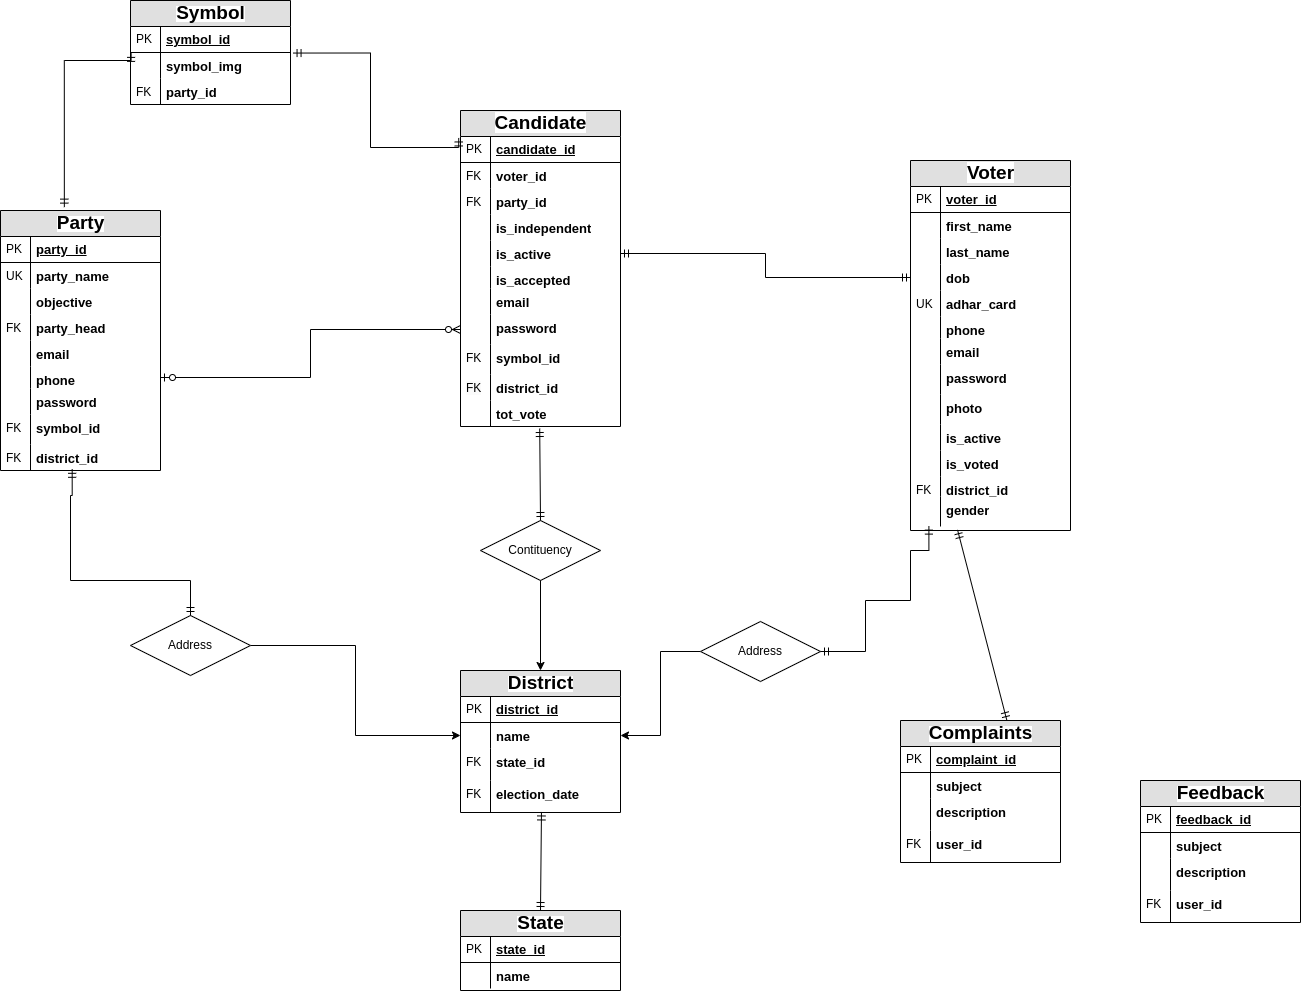 Symbol
PK symbol_id
symbol_img
FK party_id
Candidate
PK candidate_id
FK voter_id
FK party_id
is_independent
is_active
is_accepted
email
password
FK symbol_id
FK district_id
tot_vote
Voter
PK voter_id
first_name
last_name
dob
UK adhar_card
phone
email
password
photo
is_active
is_voted
FK district_id
gender
Party
PK party_id
UK party_name
objective
FK party_head
email
phone
password
FK symbol_id
FK district_id
Contituency
Address
Address
District
PK district_id
name
FK state_id
FK election_date
Complaints
PK complaint_id
subject
description
FK user_id
Feedback
PK feedback_id
subject
description
FK user_id
State
PK state_id
name